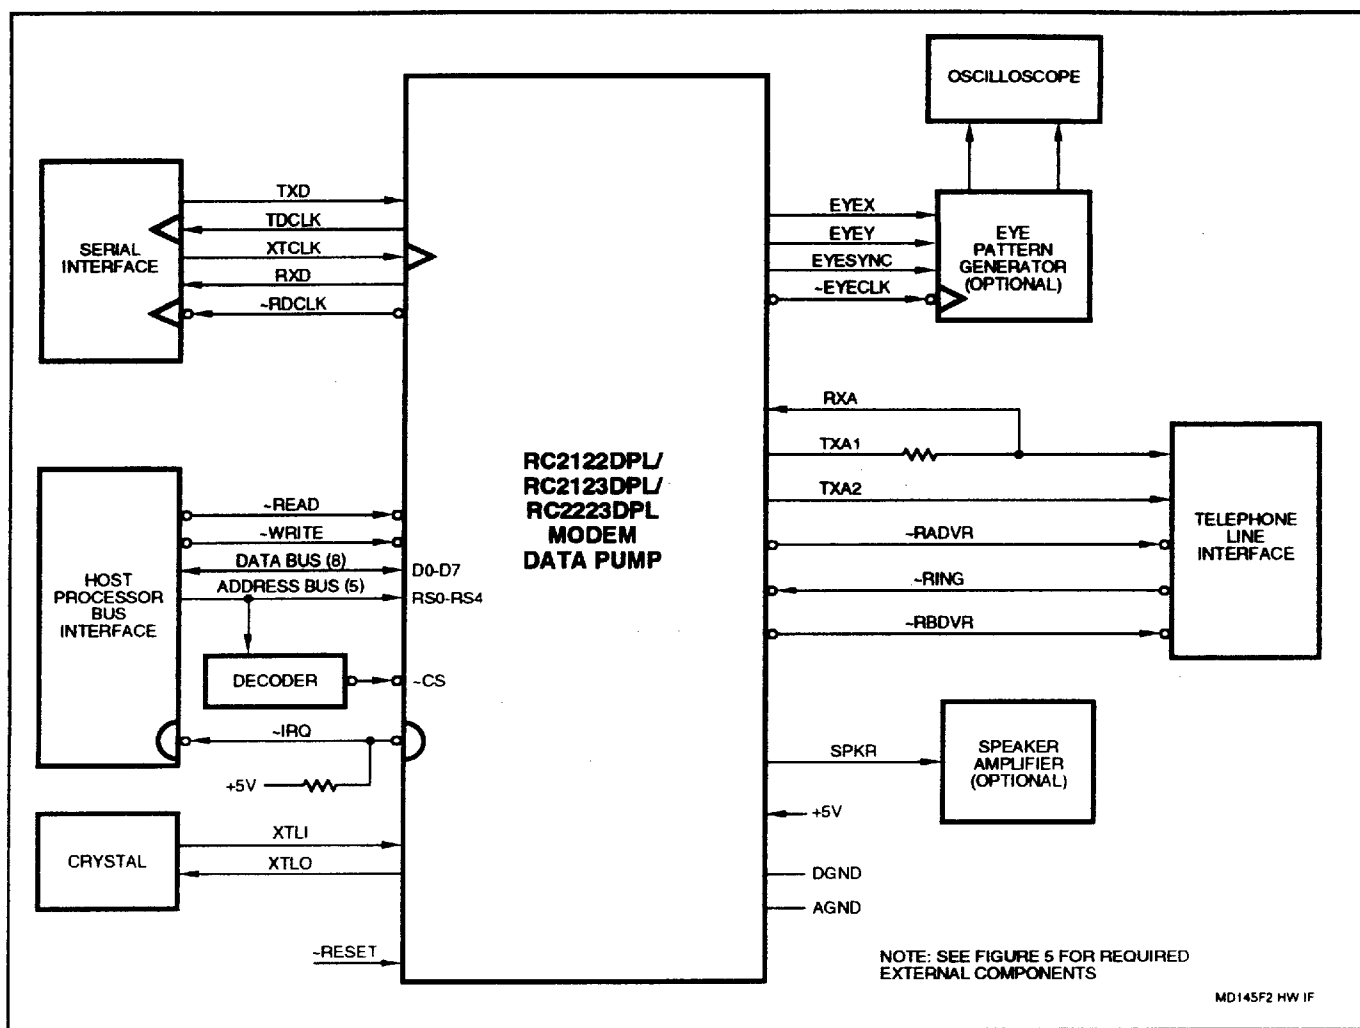 OSCILLOSCOPE
SERIAL
INTERFACE
TXD
TDCLK
XTCLK
RXD
~RDCLK
EYEX
EYEY
EYESYNC
~EYECLK
EYE
PATTERN
GENERATOR
(OPTIONAL)
RXA
TXA1
TXA2
~RADVR
~RING
~RBDVR
TELEPHONE
LINE
INTERFACE
RC2122DPL/
RC2123DPL/
RC2223DPL
MODEM
DATA PUMP
HOST
PROCESSOR
BUS
INTERFACE
~READ
~WRITE
DATA BUS (8)
D0-D7
ADDRESS BUS (5)
RS0-RS4
DECODER
~CS
~IRQ
+5V
SPKR
SPEAKER
AMPLIFIER
(OPTIONAL)
+5V
CRYSTAL
XTLI
XTLO
DGND
AGND
~RESET
NOTE: SEE FIGURE 5 FOR REQUIRED
EXTERNAL COMPONENTS
MD145F2 HW IF